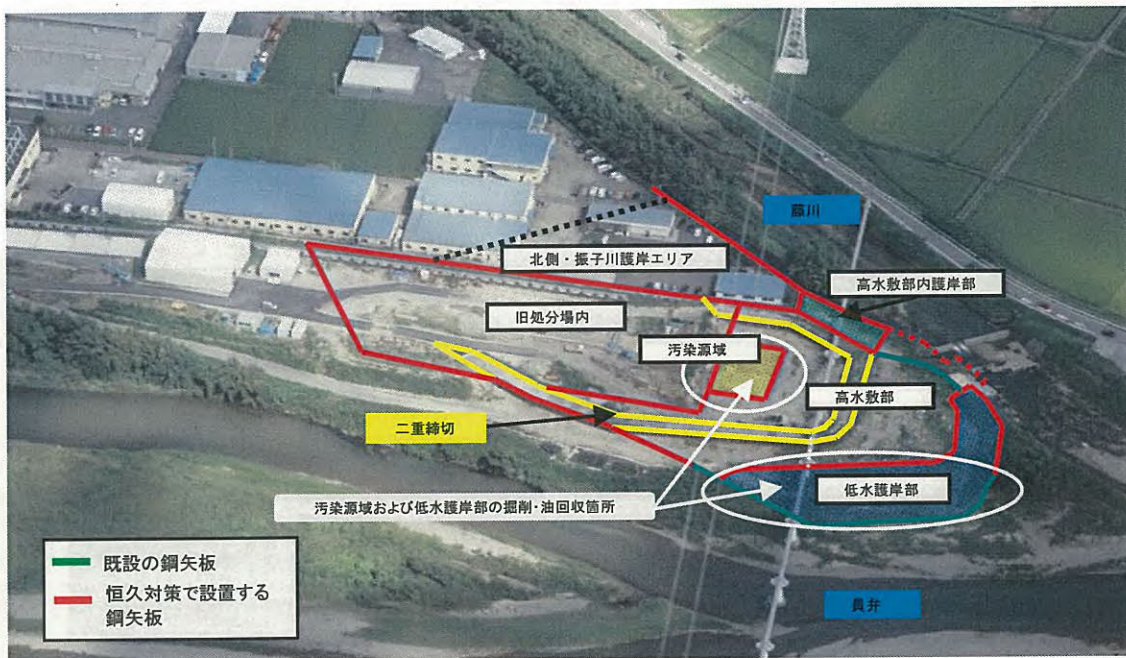 藤川
北側・振子川護岸エリア
高水敷部内護岸部
旧処分場内
汚染源域
高水敷部
二重締切
低水護岸部
汚染源域および低水護岸部の掘削・油回収箇所
既設の鋼矢板
恒久対策で設置する
鋼矢板
員弁